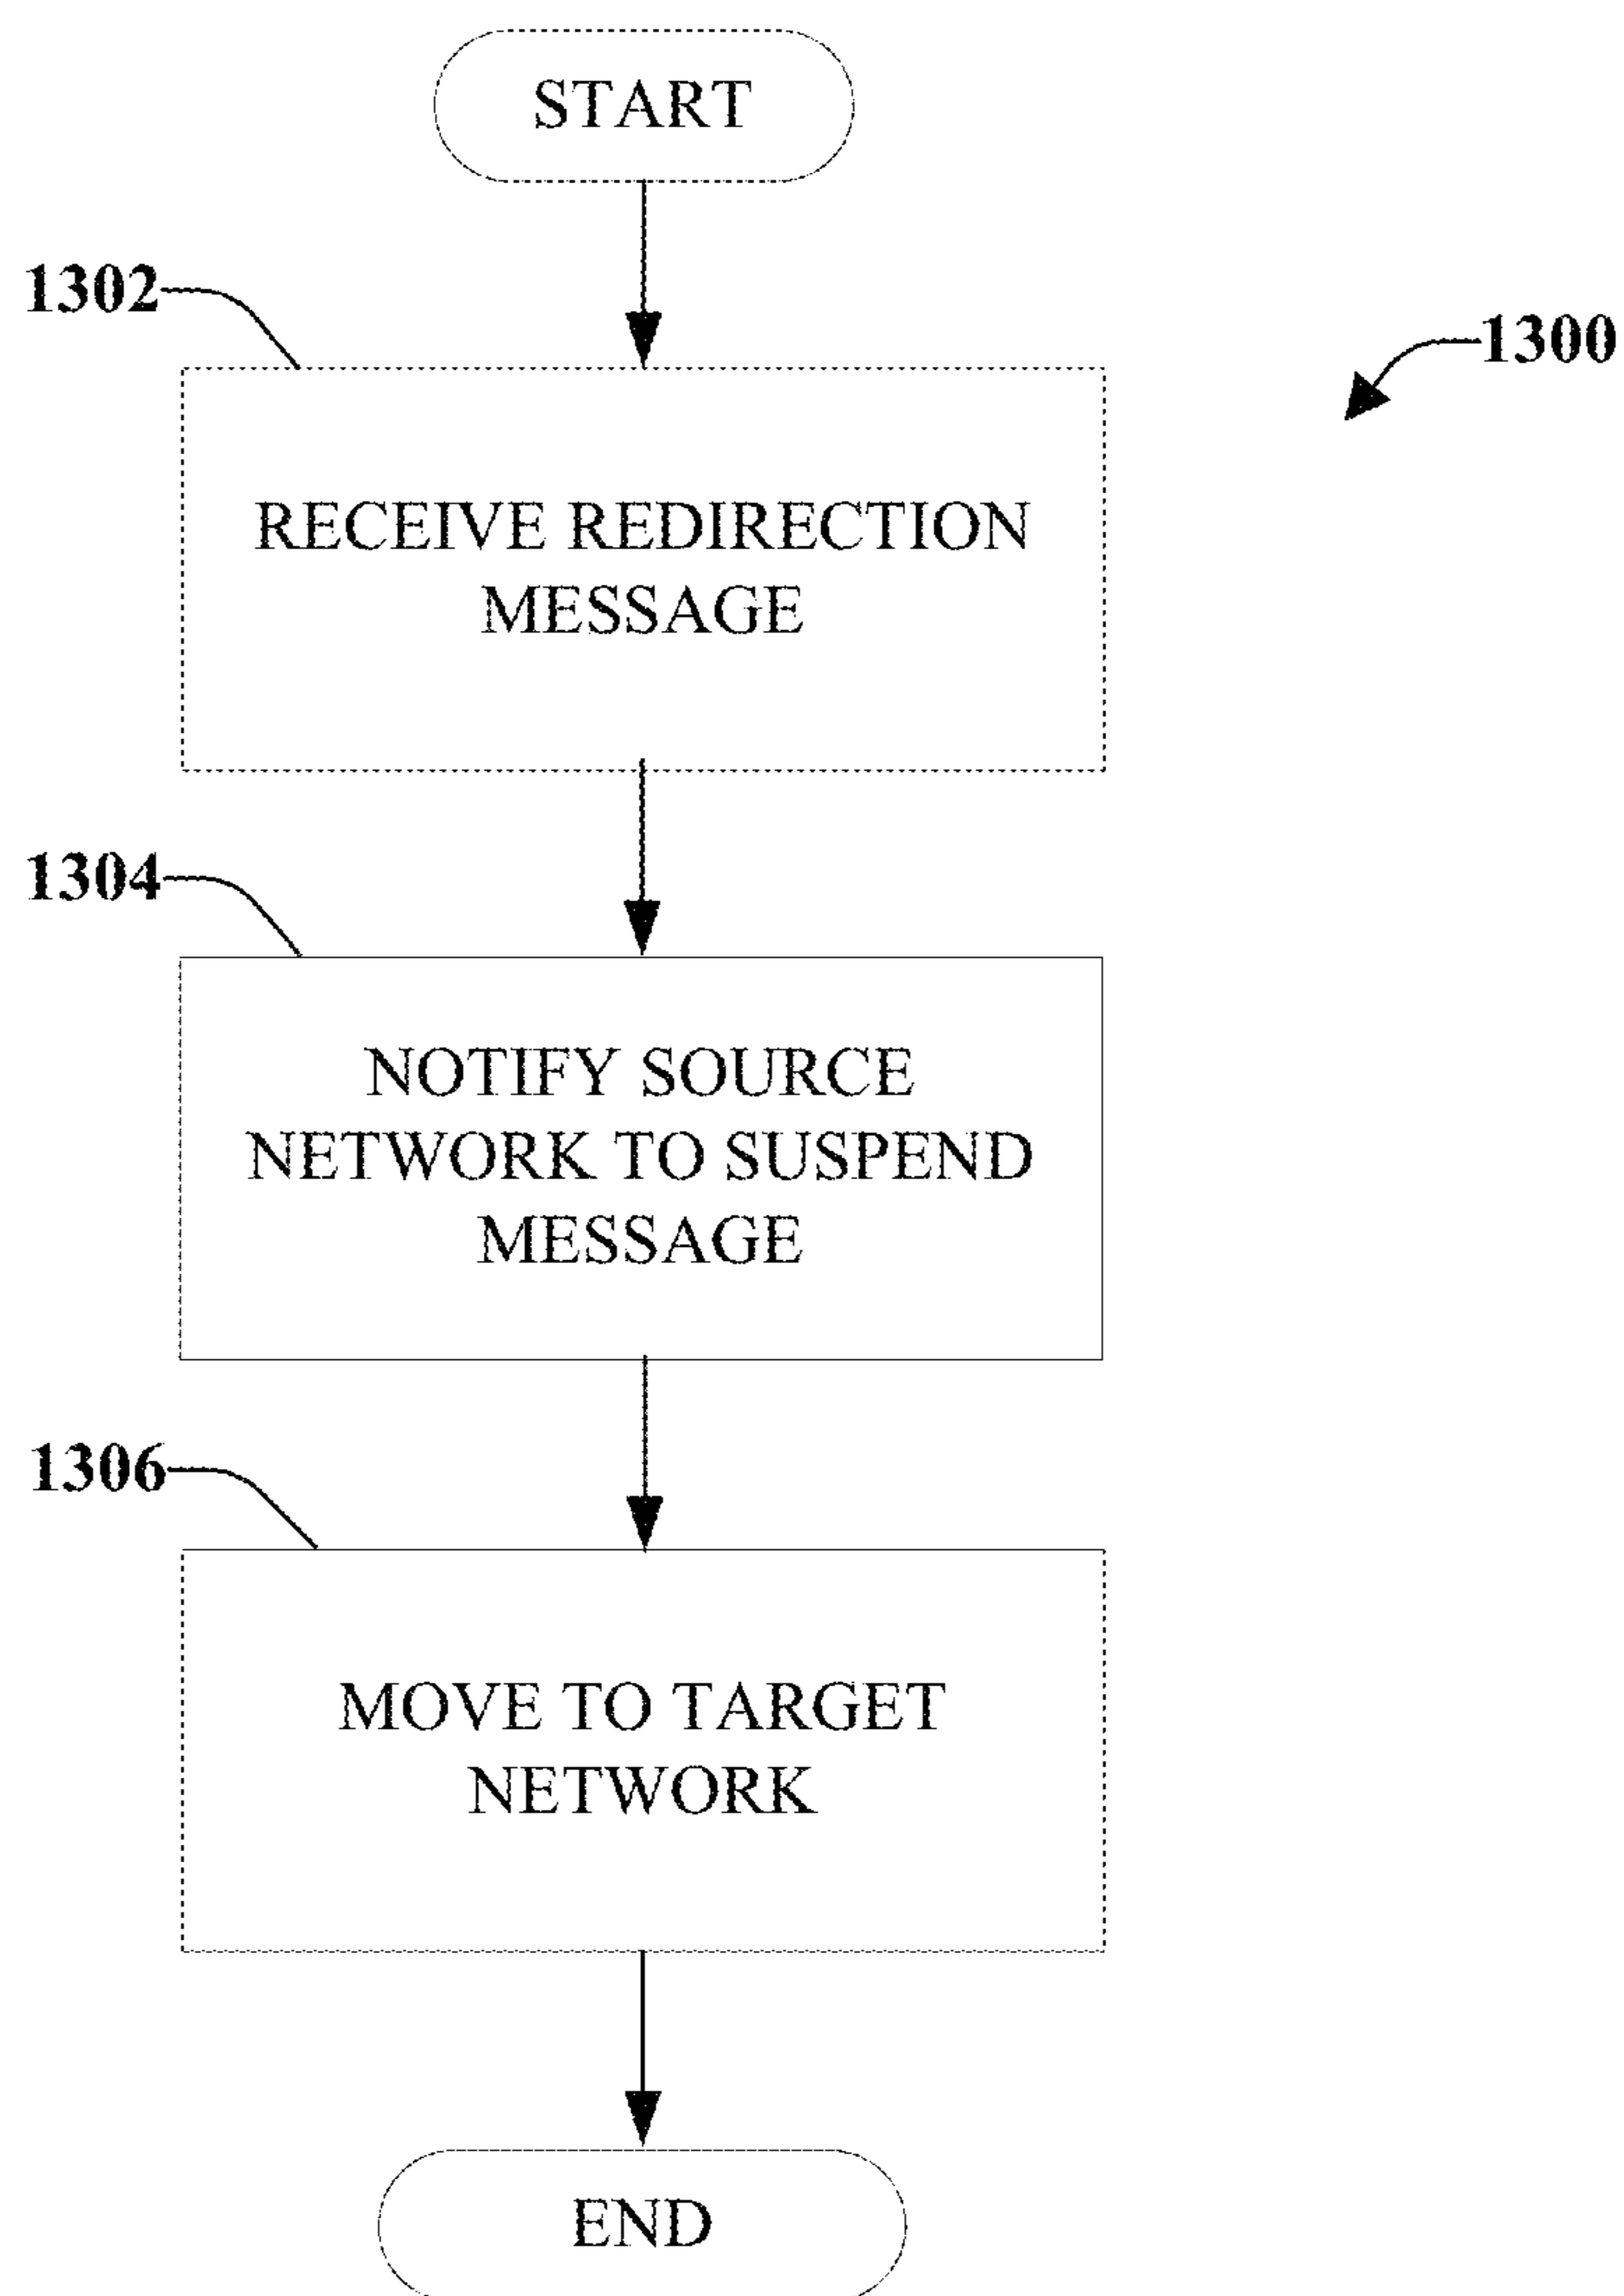 START
1302
1300
RECEIVE REDIRECTION
MESSAGE
1304
NOTIFY SOURCE
NETWORK TO SUSPEND
MESSAGE
1306
MOVE TO TARGET
NETWORK
END